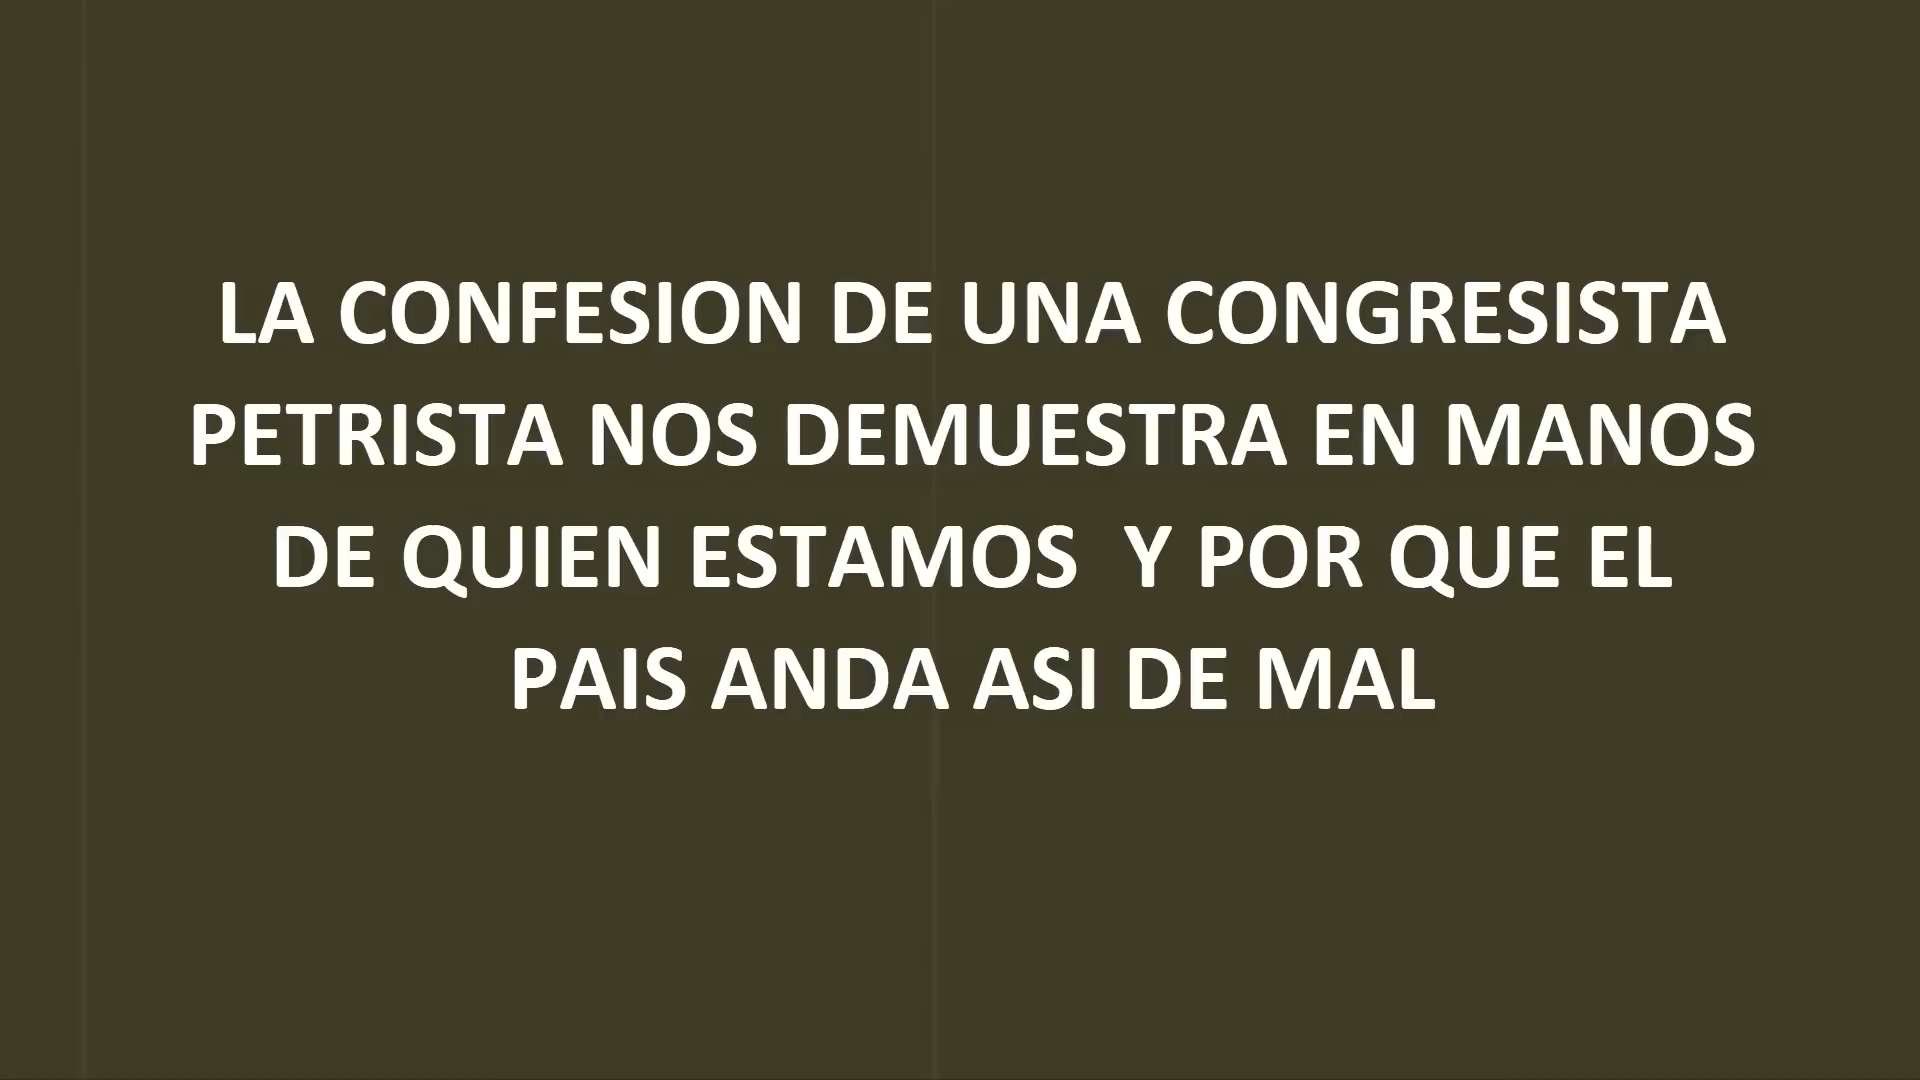 LA CONFESION DE UNA CONGRESISTA
PETRISTA NOS DEMUESTRA EN MANOS
DE QUIEN ESTAMOS  Y POR QUE EL
PAIS ANDA ASI DE MAL